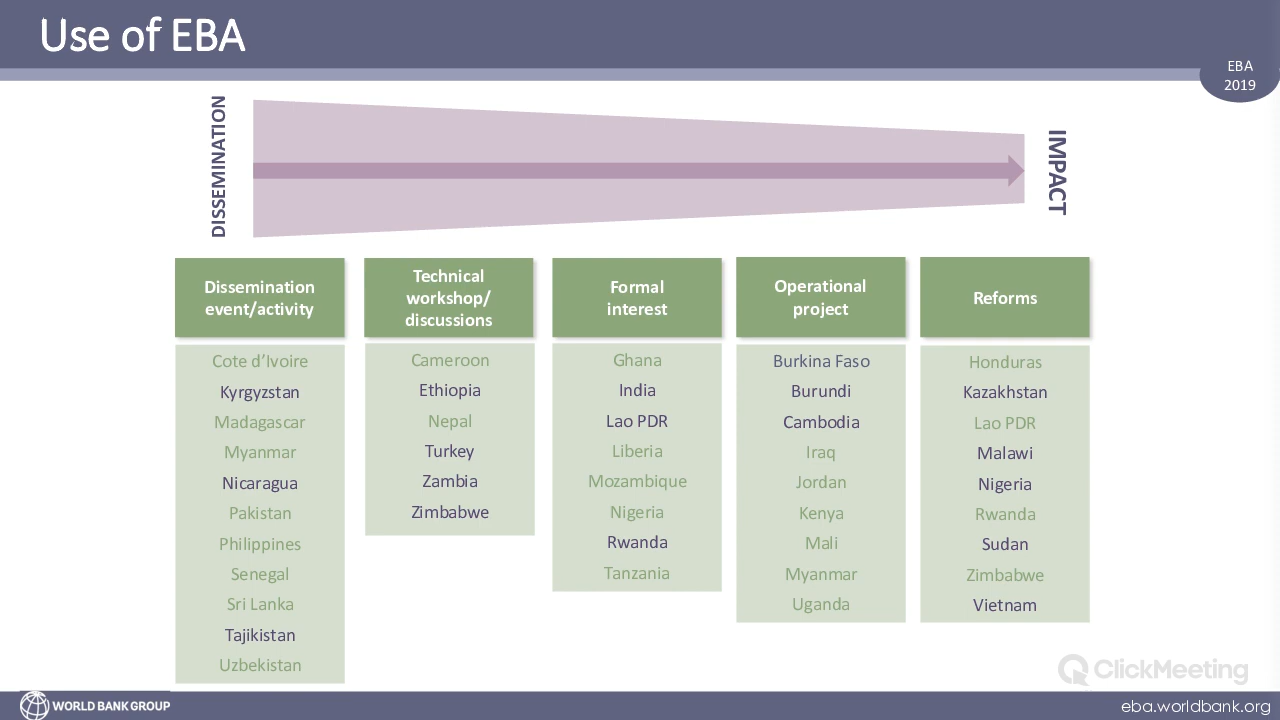 Use of EBA
EBA
2019
DISSEMINATION
IMPACT
Dissemination
event/activity
Cote d’Ivoire
Kyrgyzstan
Madagascar
Myanmar
Nicaragua
Pakistan
Philippines
Senegal
Sri Lanka
Tajikistan
Uzbekistan
Technical
workshop/
discussions
Cameroon
Ethiopia
Nepal
Turkey
Zambia
Zimbabwe
Formal
interest
Ghana
India
Lao PDR
Liberia
Mozambique
Nigeria
Rwanda
Tanzania
Operational
project
Burkina Faso
Burundi
Cambodia
Iraq
Jordan
Kenya
Mali
Myanmar
Uganda
Reforms
Honduras
Kazakhstan
Lao PDR
Malawi
Nigeria
Rwanda
Sudan
Zimbabwe
Vietnam
ClickMeeting
WORLD BANK GROUP
eba.worldbank.org